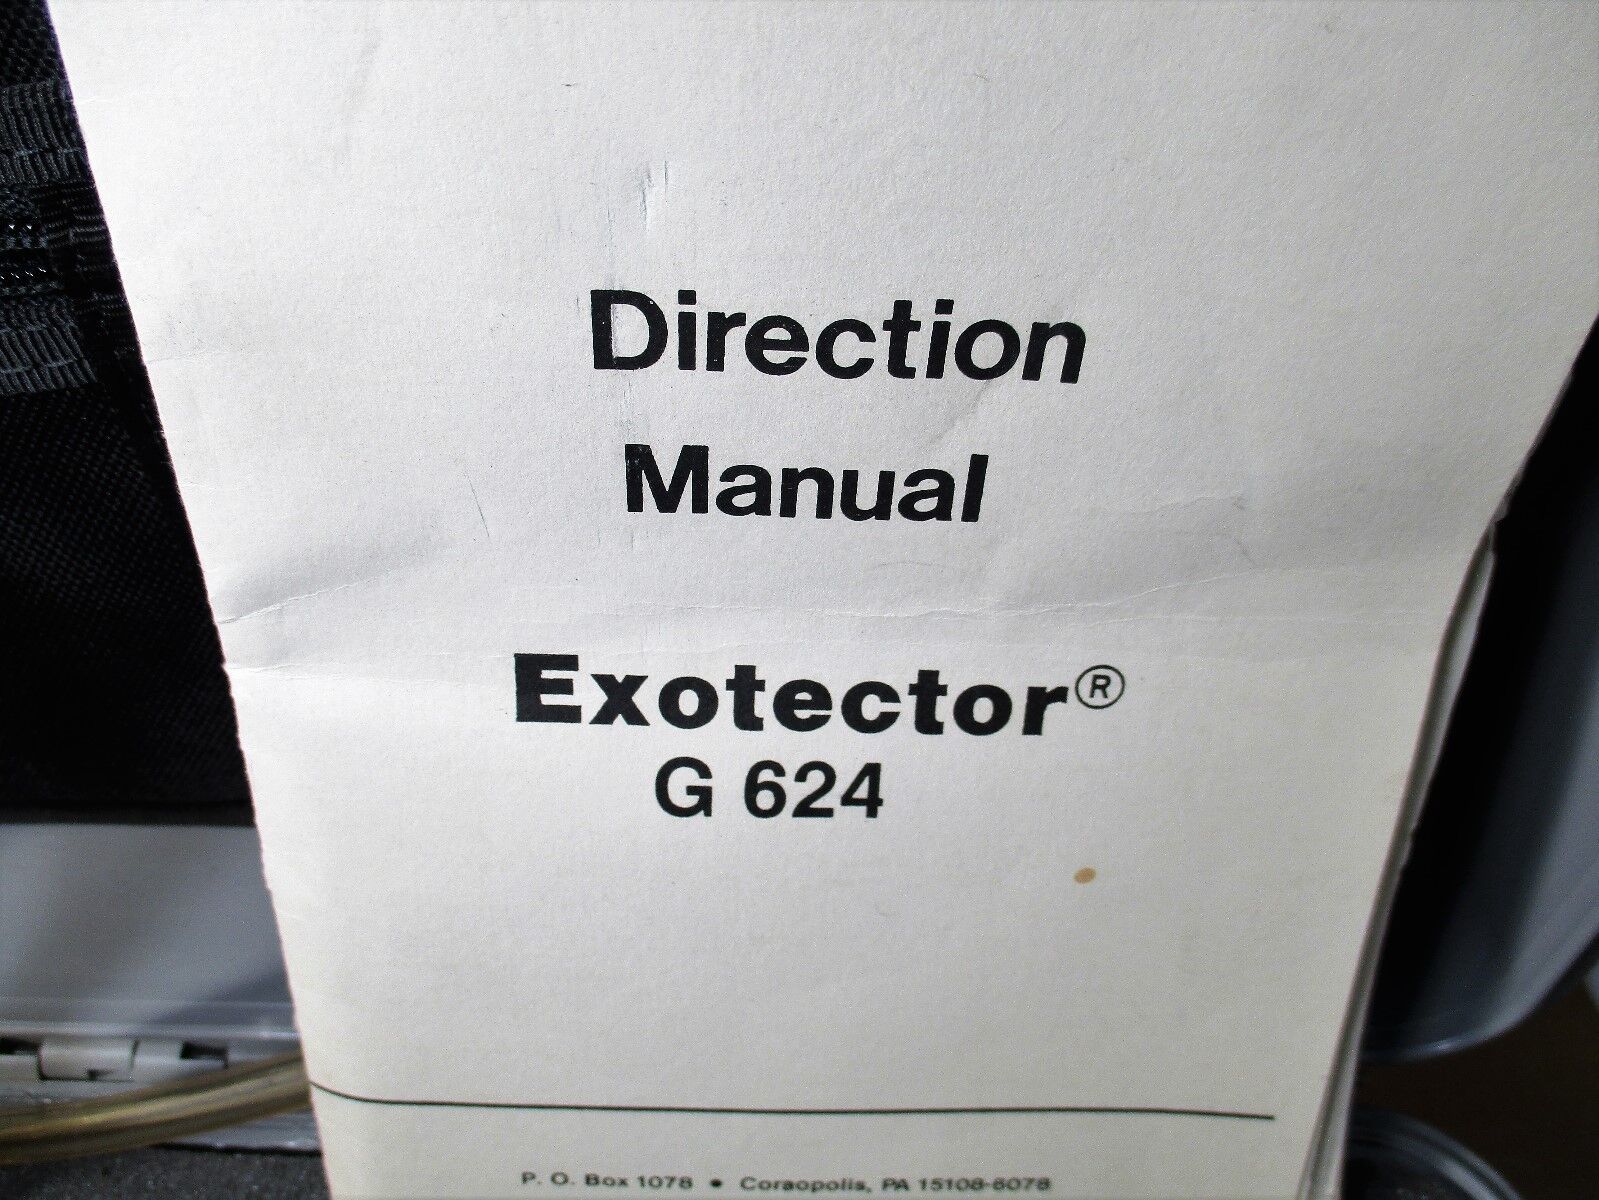 Direction
Manual
Exotector®
G 624
P. O. Box 1078 • Coraopolis, PA 15108-6078